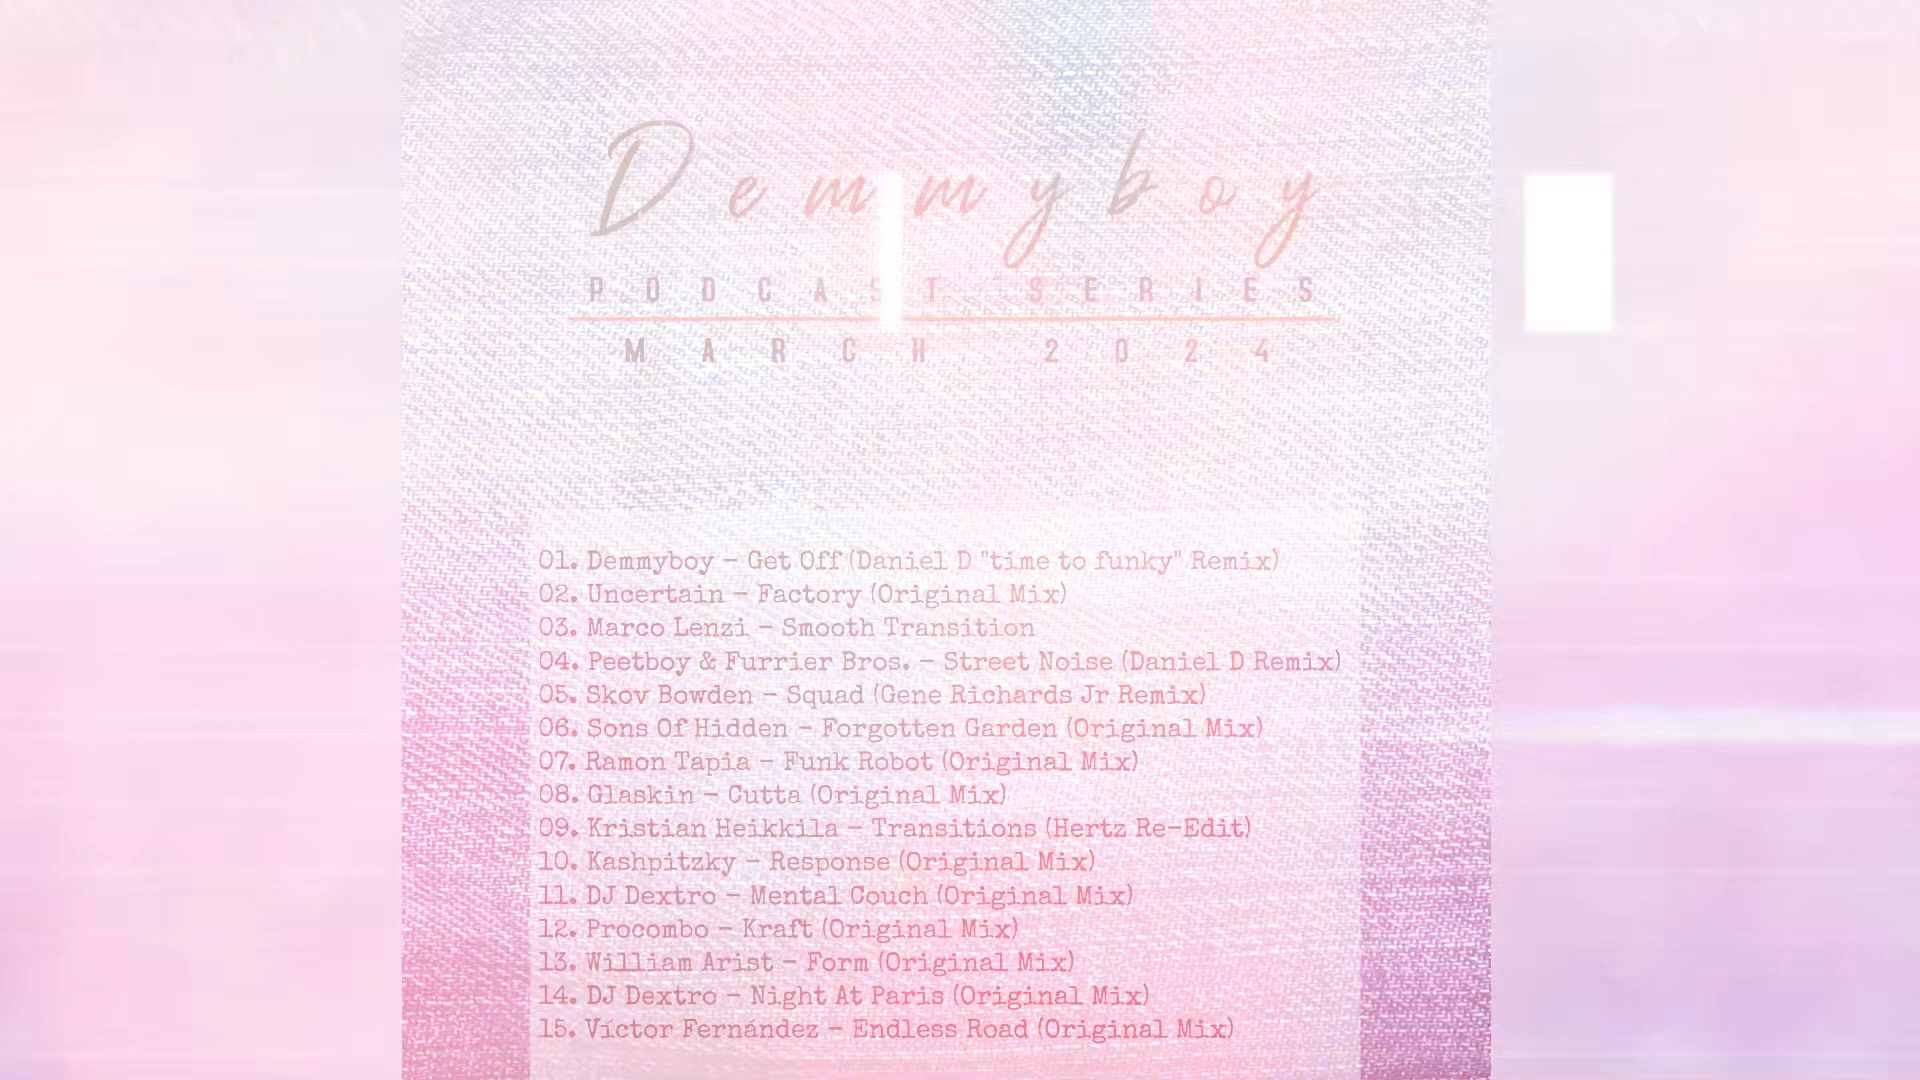 Demmyboy
PODCAST SERIES
MARCH 2024
01. Demmyboy - Get Off (Daniel D "time to funky" Remix)
02. Uncertain - Factory (Original Mix)
03. Marco Lenzi - Smooth Transition
04. Peetboy & Furrier Bros. - Street Noise (Daniel D Remix)
05. Skov Bowden - Squad (Gene Richards Jr Remix)
06. Sons Of Hidden - Forgotten Garden (Original Mix)
07. Ramon Tapia - Funk Robot (Original Mix)
08. Glaskin - Cutta (Original Mix)
09. Kristian Heikkila - Transitions (Hertz Re-Edit)
10. Kashpitzky - Response (Original Mix)
11. DJ Dextro - Mental Couch (Original Mix)
12. Procombo - Kraft (Original Mix)
13. William Arist - Form (Original Mix)
14. DJ Dextro - Night At Paris (Original Mix)
15. Víctor Fernández - Endless Road (Original Mix)